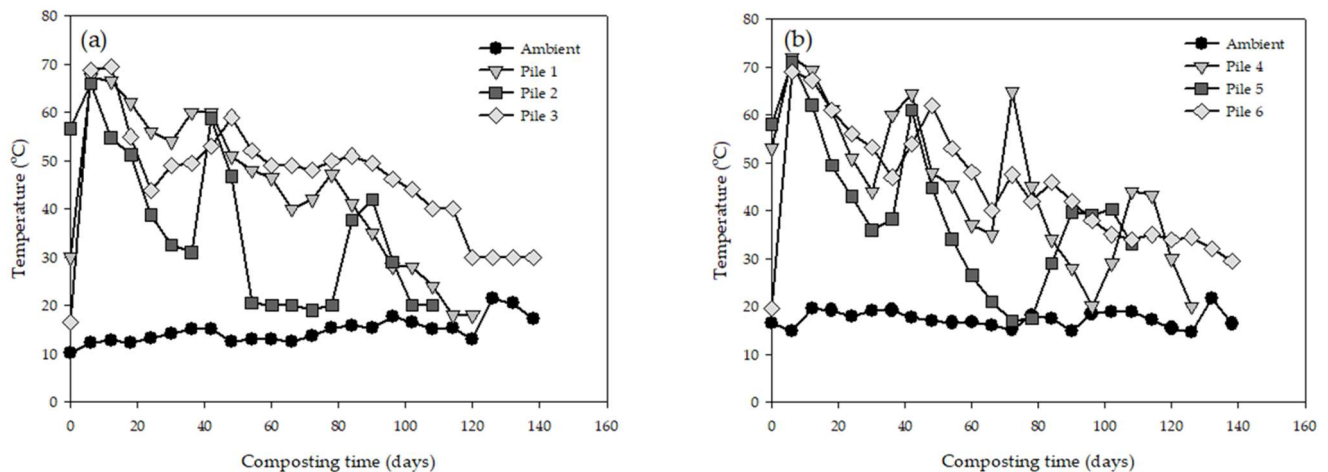 (a)
Ambient
Pile 1
Pile 2
Pile 3
Temperature (°C)
80
70
60
50
40
30
20
10
0
0 20 40 60 80 100 120 140 160
Composting time (days)
(b)
Ambient
Pile 4
Pile 5
Pile 6
Temperature (°C)
80
70
60
50
40
30
20
10
0
0 20 40 60 80 100 120 140 160
Composting time (days)